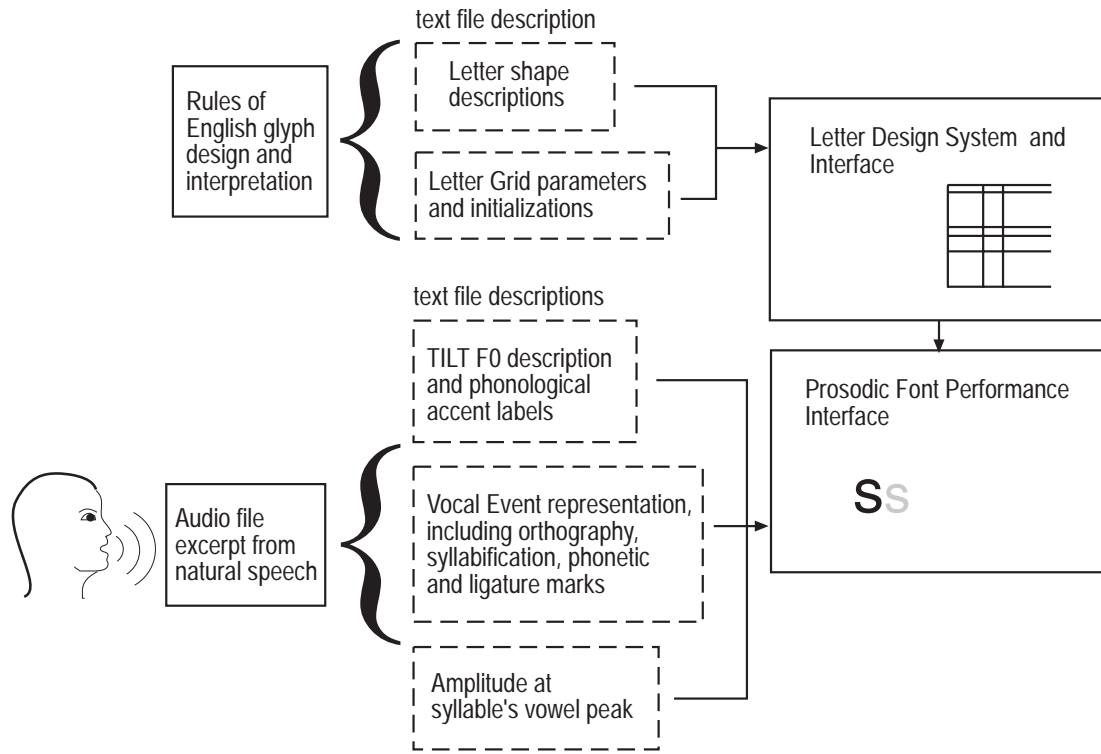 text file description
Rules of
English glyph
design and
interpretation
Letter shape
descriptions
Letter Grid parameters
and initializations
Letter Design System and
Interface
text file descriptions
TILT F0 description
and phonological
accent labels
Audio file
excerpt from
natural speech
Vocal Event representation,
including orthography,
syllabification, phonetic
and ligature marks
Amplitude at
syllable's vowel peak
Prosodic Font Performance
Interface
ss